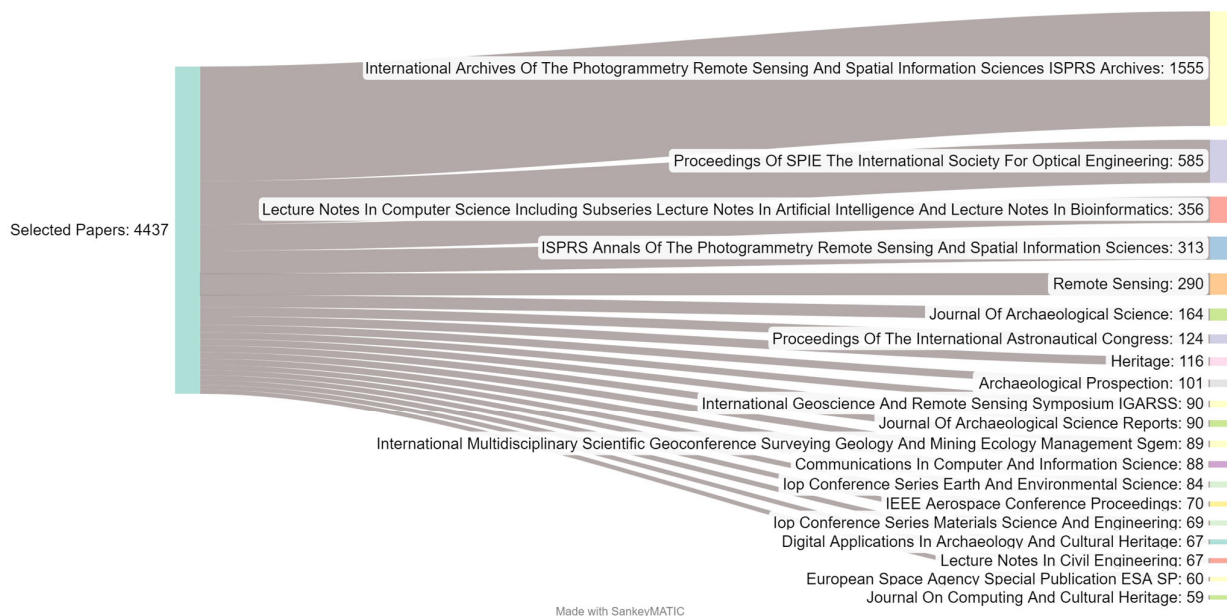 International Archives Of The Photogrammetry Remote Sensing And Spatial Information Sciences ISPRS Archives: 1555
Proceedings Of SPIE The International Society For Optical Engineering: 585
Lecture Notes In Computer Science Including Subseries Lecture Notes In Artificial Intelligence And Lecture Notes In Bioinformatics: 356
Selected Papers: 4437
ISPRS Annals Of The Photogrammetry Remote Sensing And Spatial Information Sciences: 313
Remote Sensing: 290
Journal Of Archaeological Science: 164
Proceedings Of The International Astronautical Congress: 124
Heritage: 116
Archaeological Prospection: 101
International Geoscience And Remote Sensing Symposium IGARSS: 90
Journal Of Archaeological Science Reports: 90
International Multidisciplinary Scientific Geoconference Surveying Geology And Mining Ecology Management Sgem: 89
Communications In Computer And Information Science: 88
Iop Conference Series Earth And Environmental Science: 84
IEEE Aerospace Conference Proceedings: 70
Iop Conference Series Materials Science And Engineering: 69
Digital Applications In Archaeology And Cultural Heritage: 67
Lecture Notes In Civil Engineering: 67
European Space Agency Special Publication ESA SP: 60
Journal On Computing And Cultural Heritage: 59
Made with SankeyMATIC